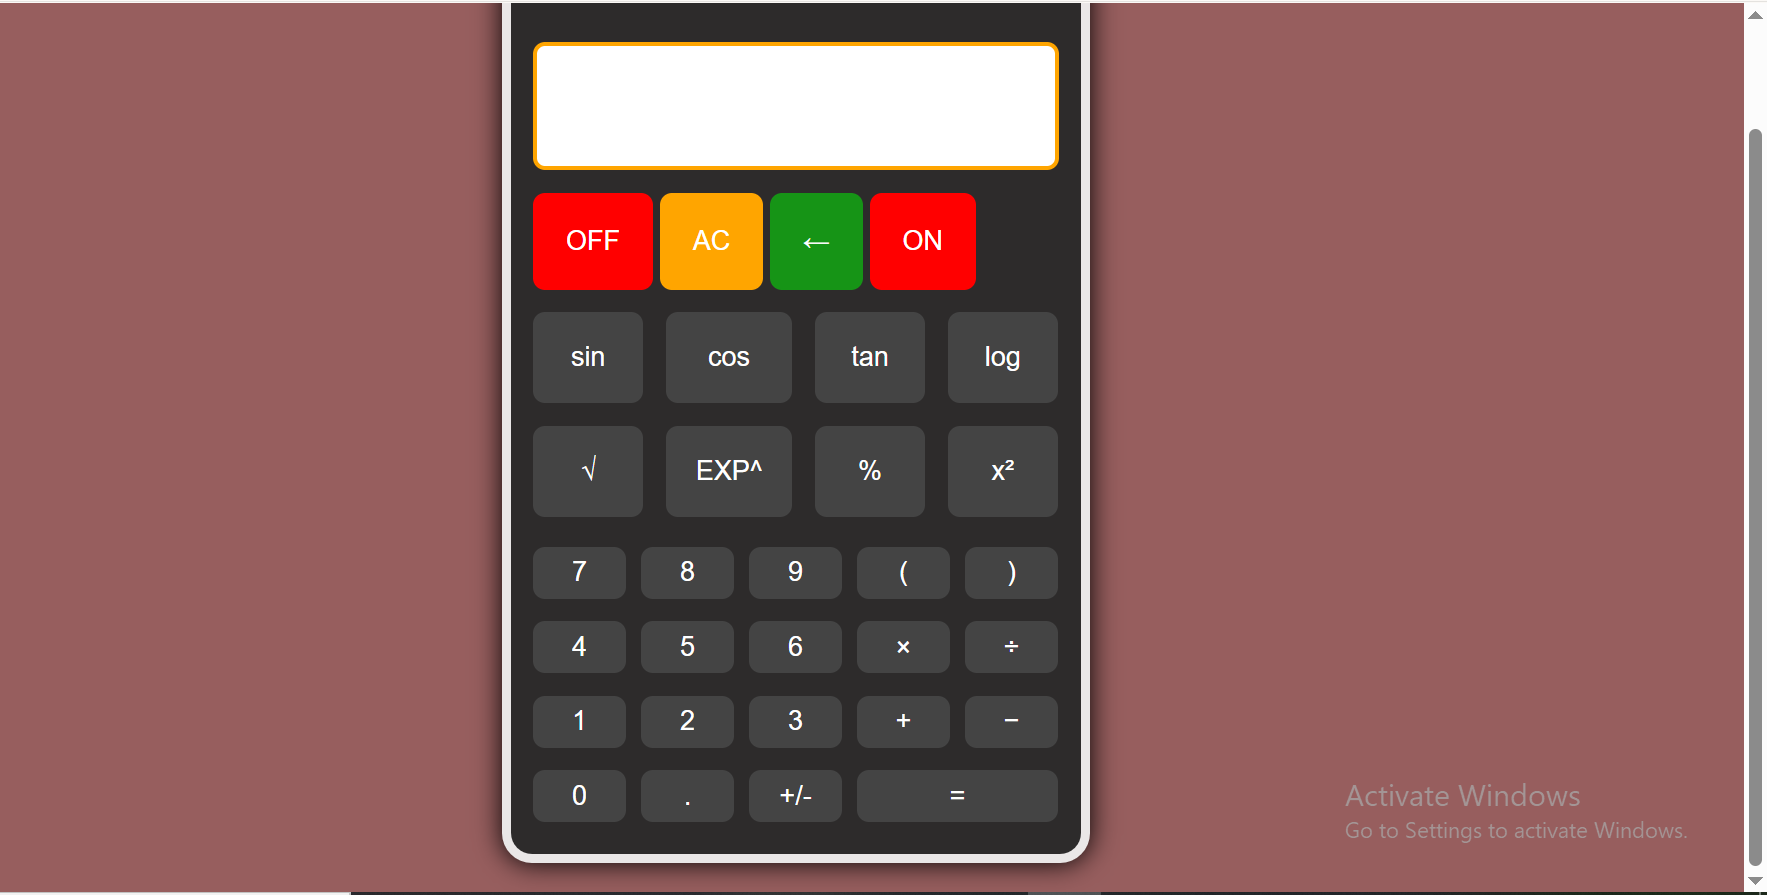 OFF AC ← ON
sin cos tan log
√ EXP^ % x²
7 8 9 ( )
4 5 6 × ÷
1 2 3 + −
0 . +/- =
Activate Windows
Go to Settings to activate Windows.